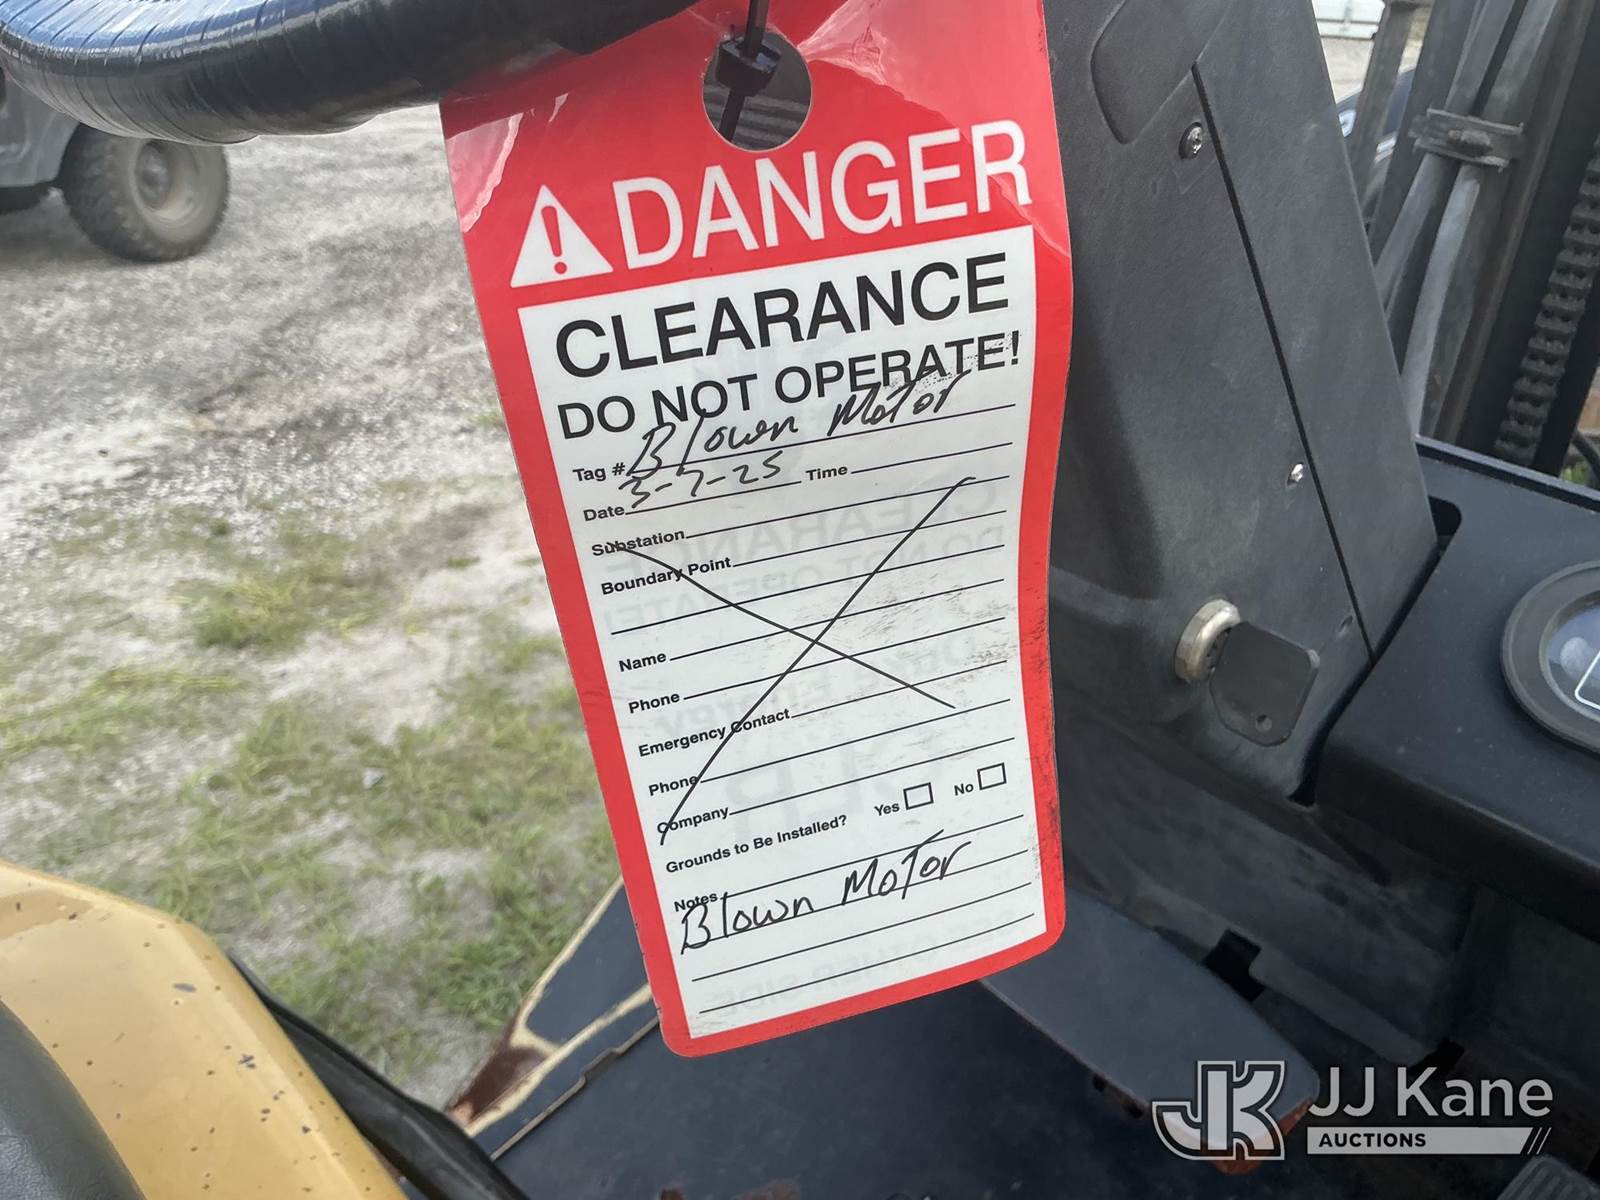 DANGER
CLEARANCE
DO NOT OPERATE!
Tag # Blown Motor
Date 3-7-25 Time
Substation
Boundary Point
Name
Phone
Emergency Contact
Phone
Company
Grounds to Be Installed? Yes No
Notes
Blown Motor
JJ Kane
AUCTIONS